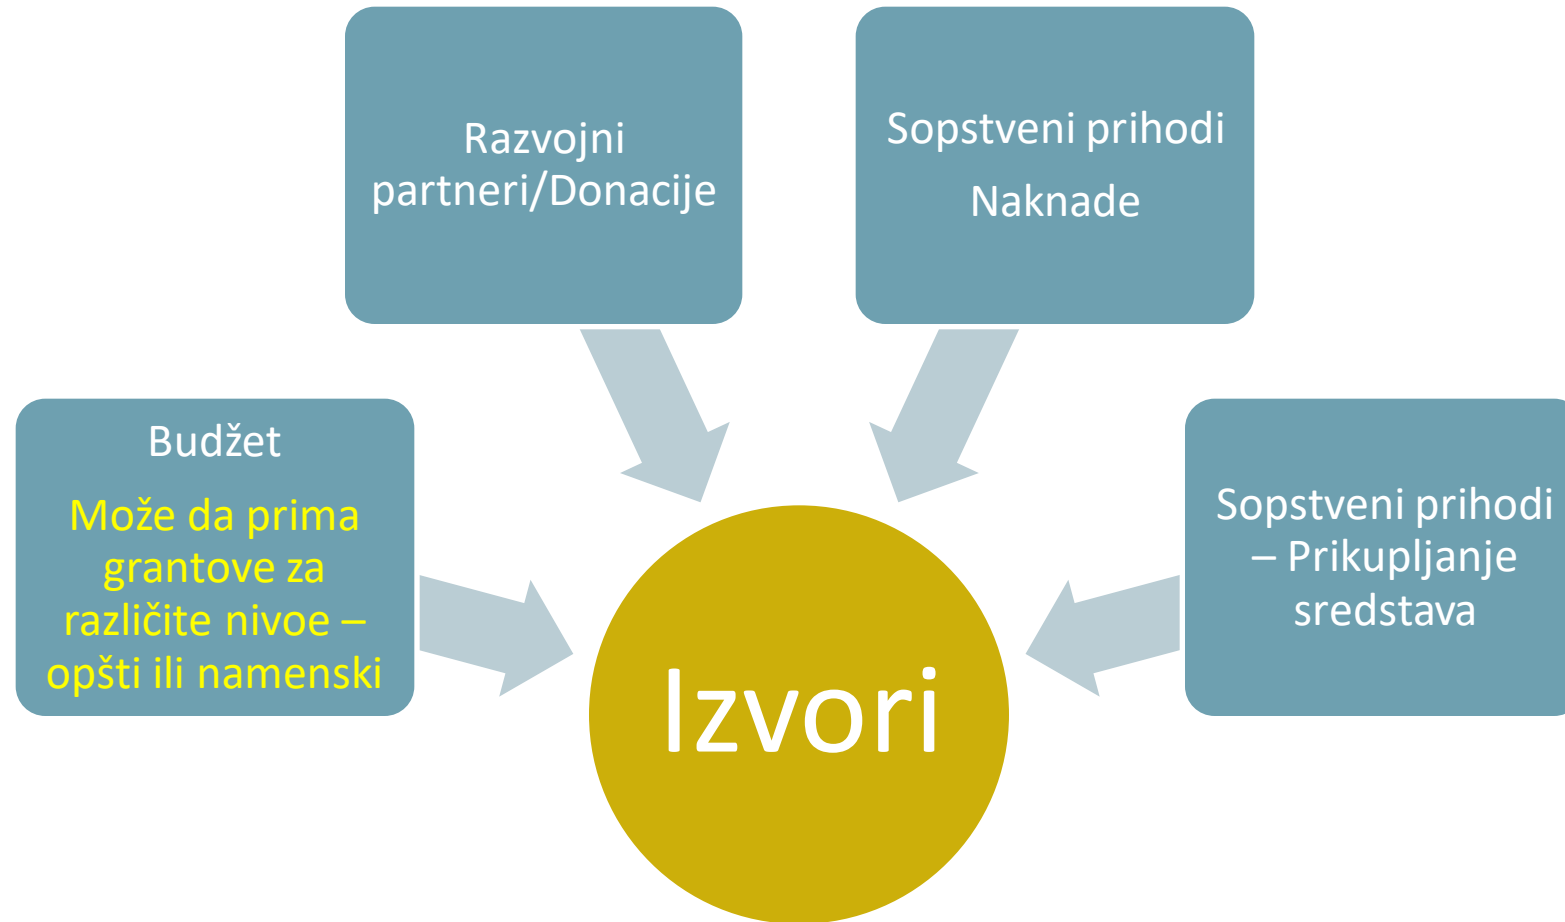 Razvojni
partneri/Donacije
Sopstveni prihodi
Naknade
Budžet
Može da prima
grantove za
različite nivoe –
opšti ili namenski
Sopstveni prihodi
– Prikupljanje
sredstava
Izvori